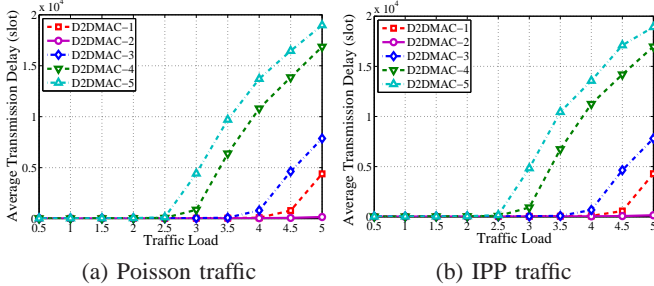 x 10^4
2
1.5
1
0.5
0
Average Transmission Delay (slot)
D2DMAC-1
D2DMAC-2
D2DMAC-3
D2DMAC-4
D2DMAC-5
0.5 1 1.5 2 2.5 3 3.5 4 4.5 5
Traffic Load
(a) Poisson traffic
x 10^4
2
1.5
1
0.5
0
Average Transmission Delay (slot)
D2DMAC-1
D2DMAC-2
D2DMAC-3
D2DMAC-4
D2DMAC-5
0.5 1 1.5 2 2.5 3 3.5 4 4.5 5
Traffic Load
(b) IPP traffic